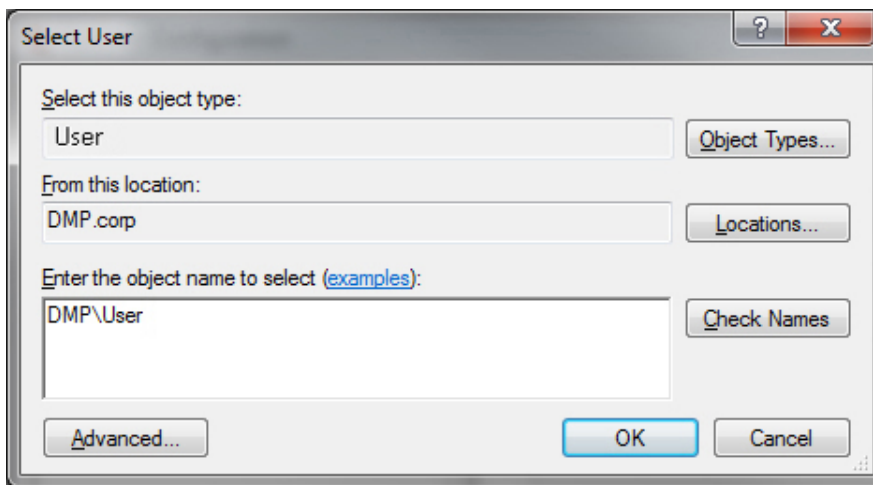 Select User
Select this object type:
User
Object Types...
From this location:
DMP.corp
Locations...
Enter the object name to select (examples):
DMP\User
Check Names
Advanced...
OK
Cancel